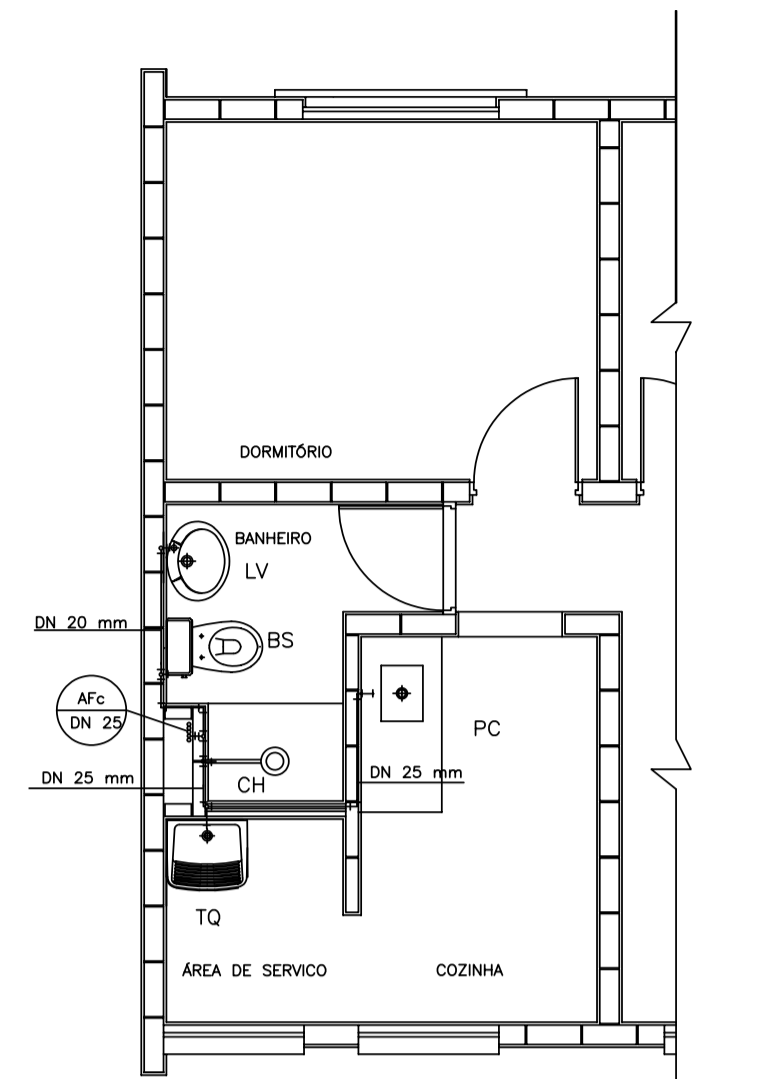 DORMITÓRIO
BANHEIRO
LV
DN 20 mm
BS
AFc
DN 25
PC
DN 25 mm
DN 25 mm
CH
TQ
ÁREA DE SERVICO
COZINHA